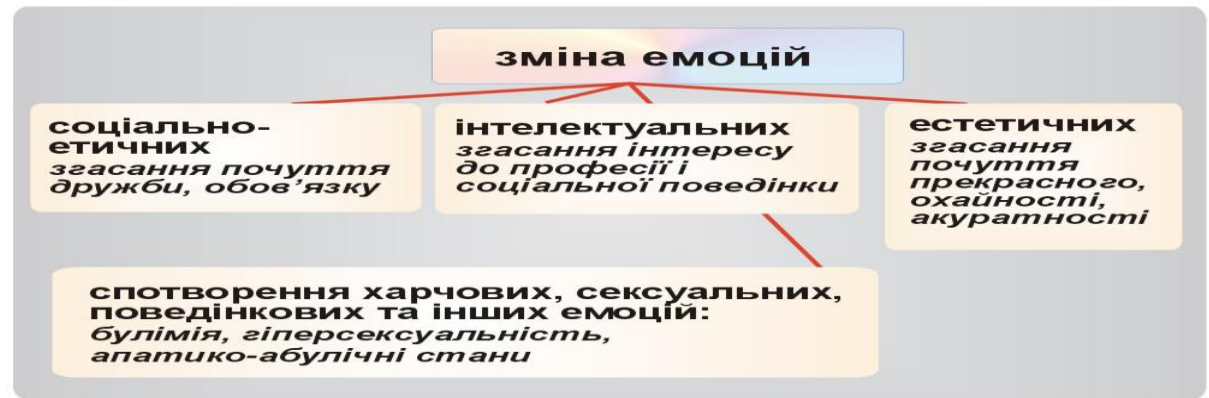 зміна емоцій
соціально-
етичних
згасання почуття
дружби, обов’язку
інтелектуальних
згасання інтересу
до професії і
соціальної поведінки
естетичних
згасання
почуття
прекрасного,
охайності,
акуратності
спотворення харчових, сексуальних,
поведінкових та інших емоцій:
булімія, гіперсексуальність,
апатико-абулічні стани